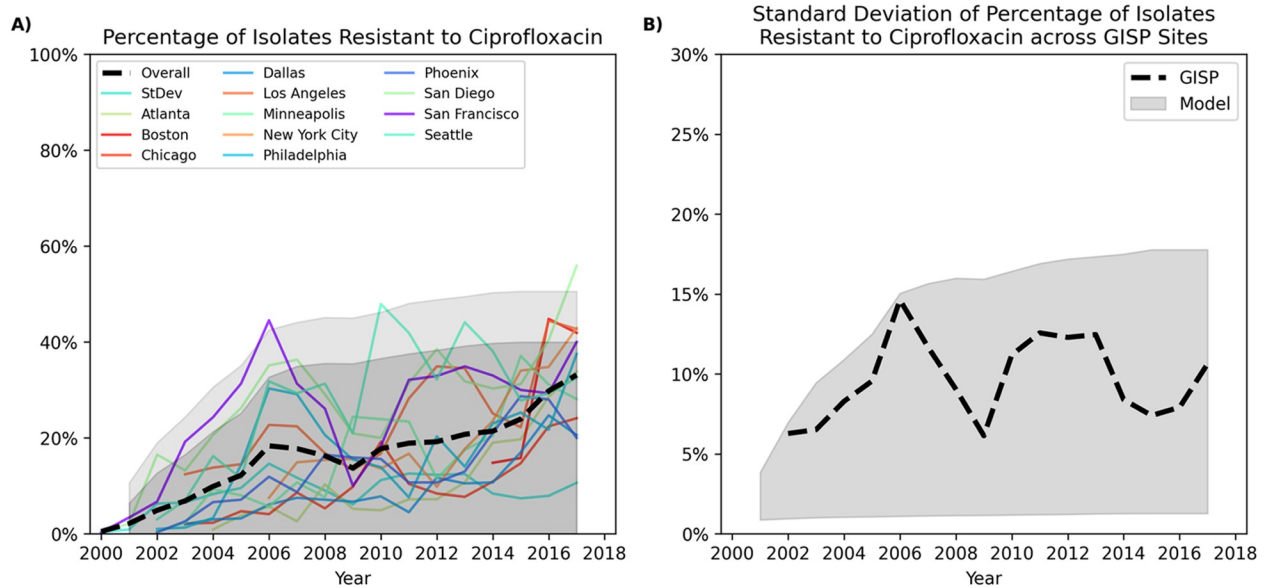 A)
Percentage of Isolates Resistant to Ciprofloxacin
100%
80%
60%
40%
20%
0%
Overall
StDev
Atlanta
Boston
Chicago
Dallas
Los Angeles
Minneapolis
New York City
Philadelphia
Phoenix
San Diego
San Francisco
Seattle
2000 2002 2004 2006 2008 2010 2012 2014 2016 2018
Year
B)
Standard Deviation of Percentage of Isolates
Resistant to Ciprofloxacin across GISP Sites
30%
25%
20%
15%
10%
5%
0%
GISP
Model
2000 2002 2004 2006 2008 2010 2012 2014 2016 2018
Year